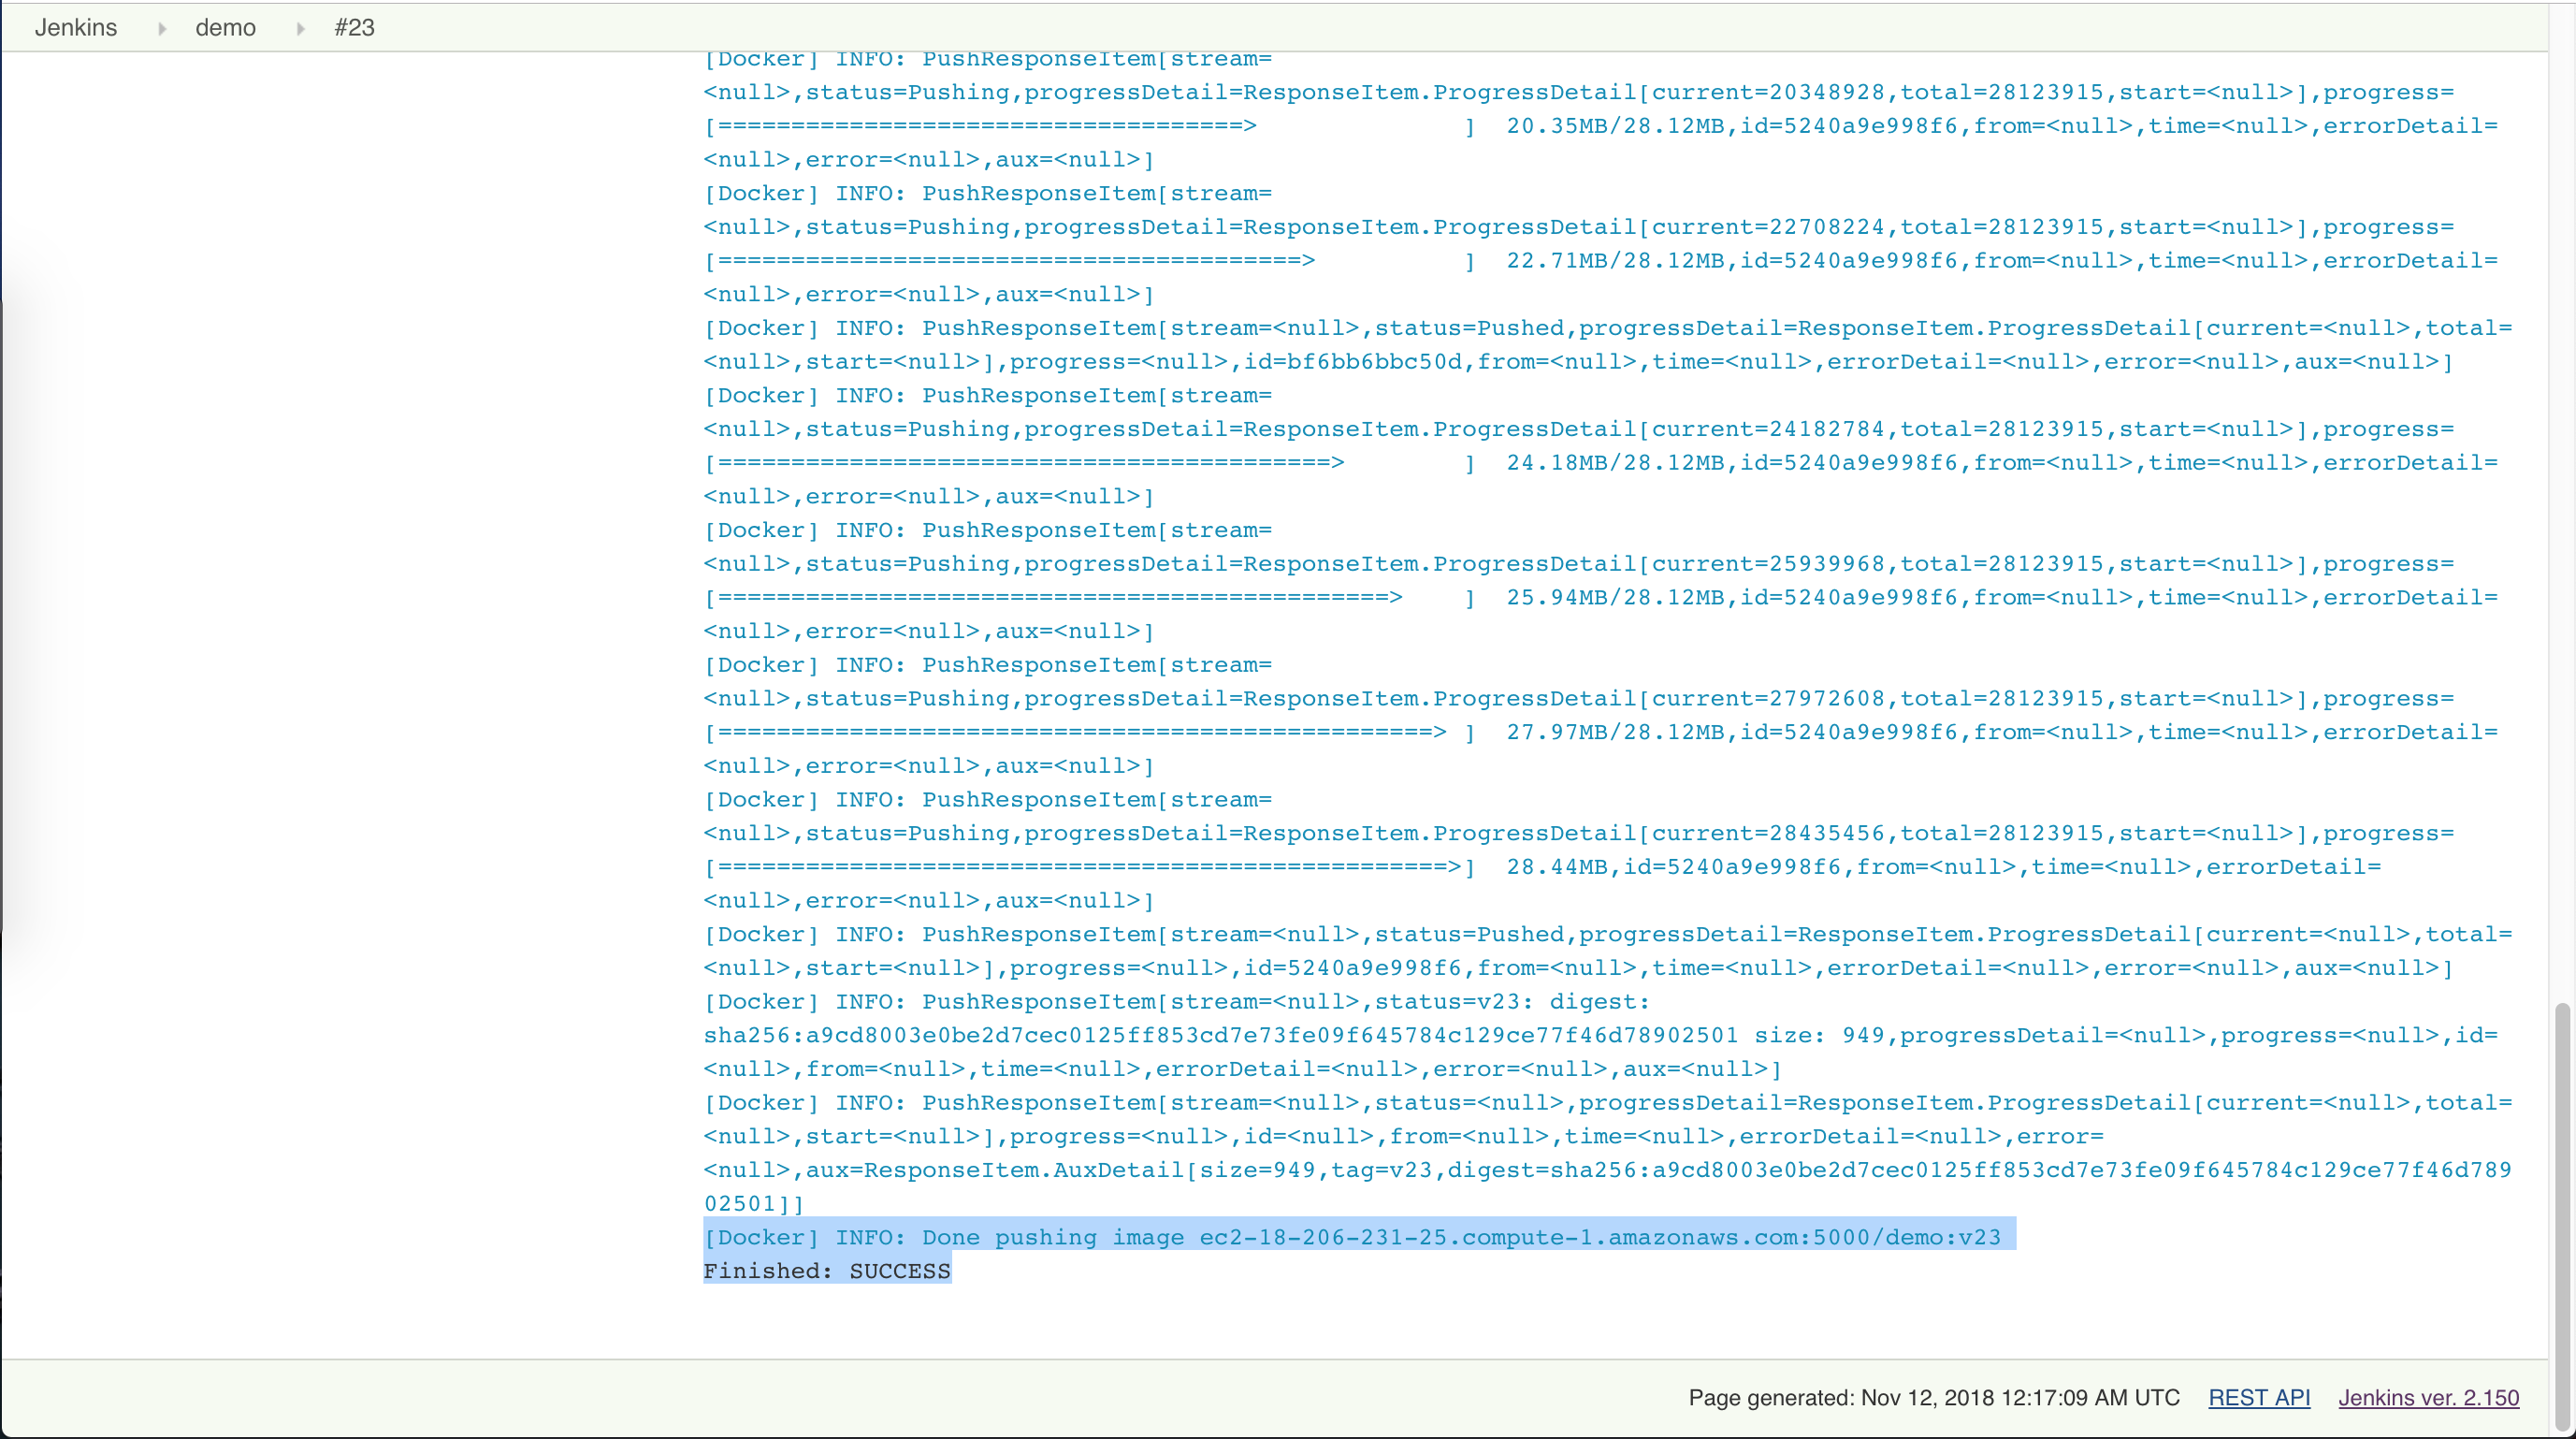 Jenkins demo #23
[Docker] INFO: PushResponseItem[stream=
<null>,status=Pushing,progressDetail=ResponseItem.ProgressDetail[current=20348928,total=28123915,start=<null>],progress=
[====================================>              ]  20.35MB/28.12MB,id=5240a9e998f6,from=<null>,time=<null>,errorDetail=
<null>,error=<null>,aux=<null>]
[Docker] INFO: PushResponseItem[stream=
<null>,status=Pushing,progressDetail=ResponseItem.ProgressDetail[current=22708224,total=28123915,start=<null>],progress=
[========================================>          ]  22.71MB/28.12MB,id=5240a9e998f6,from=<null>,time=<null>,errorDetail=
<null>,error=<null>,aux=<null>]
[Docker] INFO: PushResponseItem[stream=<null>,status=Pushed,progressDetail=ResponseItem.ProgressDetail[current=<null>,total=
<null>,start=<null>],progress=<null>,id=bf6bb6bbc50d,from=<null>,time=<null>,errorDetail=<null>,error=<null>,aux=<null>]
[Docker] INFO: PushResponseItem[stream=
<null>,status=Pushing,progressDetail=ResponseItem.ProgressDetail[current=24182784,total=28123915,start=<null>],progress=
[==========================================>        ]  24.18MB/28.12MB,id=5240a9e998f6,from=<null>,time=<null>,errorDetail=
<null>,error=<null>,aux=<null>]
[Docker] INFO: PushResponseItem[stream=
<null>,status=Pushing,progressDetail=ResponseItem.ProgressDetail[current=25939968,total=28123915,start=<null>],progress=
[==============================================>    ]  25.94MB/28.12MB,id=5240a9e998f6,from=<null>,time=<null>,errorDetail=
<null>,error=<null>,aux=<null>]
[Docker] INFO: PushResponseItem[stream=
<null>,status=Pushing,progressDetail=ResponseItem.ProgressDetail[current=27972608,total=28123915,start=<null>],progress=
[=================================================> ]  27.97MB/28.12MB,id=5240a9e998f6,from=<null>,time=<null>,errorDetail=
<null>,error=<null>,aux=<null>]
[Docker] INFO: PushResponseItem[stream=
<null>,status=Pushing,progressDetail=ResponseItem.ProgressDetail[current=28435456,total=28123915,start=<null>],progress=
[==================================================>]  28.44MB,id=5240a9e998f6,from=<null>,time=<null>,errorDetail=
<null>,error=<null>,aux=<null>]
[Docker] INFO: PushResponseItem[stream=<null>,status=Pushed,progressDetail=ResponseItem.ProgressDetail[current=<null>,total=
<null>,start=<null>],progress=<null>,id=5240a9e998f6,from=<null>,time=<null>,errorDetail=<null>,error=<null>,aux=<null>]
[Docker] INFO: PushResponseItem[stream=<null>,status=v23: digest:
sha256:a9cd8003e0be2d7cec0125ff853cd7e73fe09f645784c129ce77f46d78902501 size: 949,progressDetail=<null>,progress=<null>,id=
<null>,from=<null>,time=<null>,errorDetail=<null>,error=<null>,aux=<null>]
[Docker] INFO: PushResponseItem[stream=<null>,status=<null>,progressDetail=ResponseItem.ProgressDetail[current=<null>,total=
<null>,start=<null>],progress=<null>,id=<null>,from=<null>,time=<null>,errorDetail=<null>,error=
<null>,aux=ResponseItem.AuxDetail[size=949,tag=v23,digest=sha256:a9cd8003e0be2d7cec0125ff853cd7e73fe09f645784c129ce77f46d789
02501]]
[Docker] INFO: Done pushing image ec2-18-206-231-25.compute-1.amazonaws.com:5000/demo:v23
Finished: SUCCESS
Page generated: Nov 12, 2018 12:17:09 AM UTC REST API Jenkins ver. 2.150